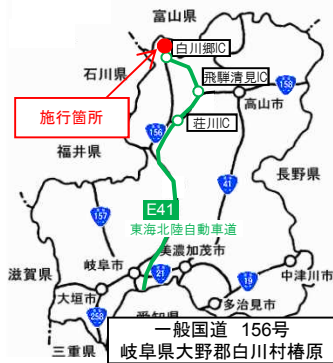 富山県
白川郷IC
石川県
飛騨清見IC
158
高山市
施行箇所
156
荘川IC
福井県
長野県
41
E41
157
東海北陸自動車道
21
美濃加茂市
滋賀県
岐阜市
中津川市
19
大垣市
多治見市
258
愛知県
一般国道 156号
三重県
岐阜県大野郡白川村椿原